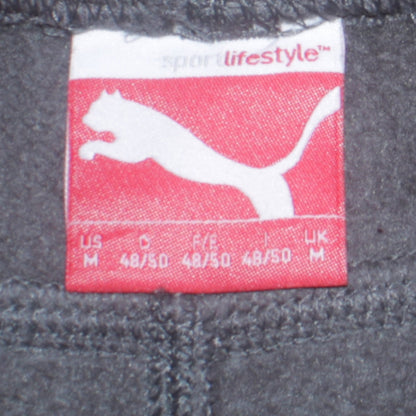 sportlifestyle™
US D F/E I UK
M 48/50 48/50 48/50 M